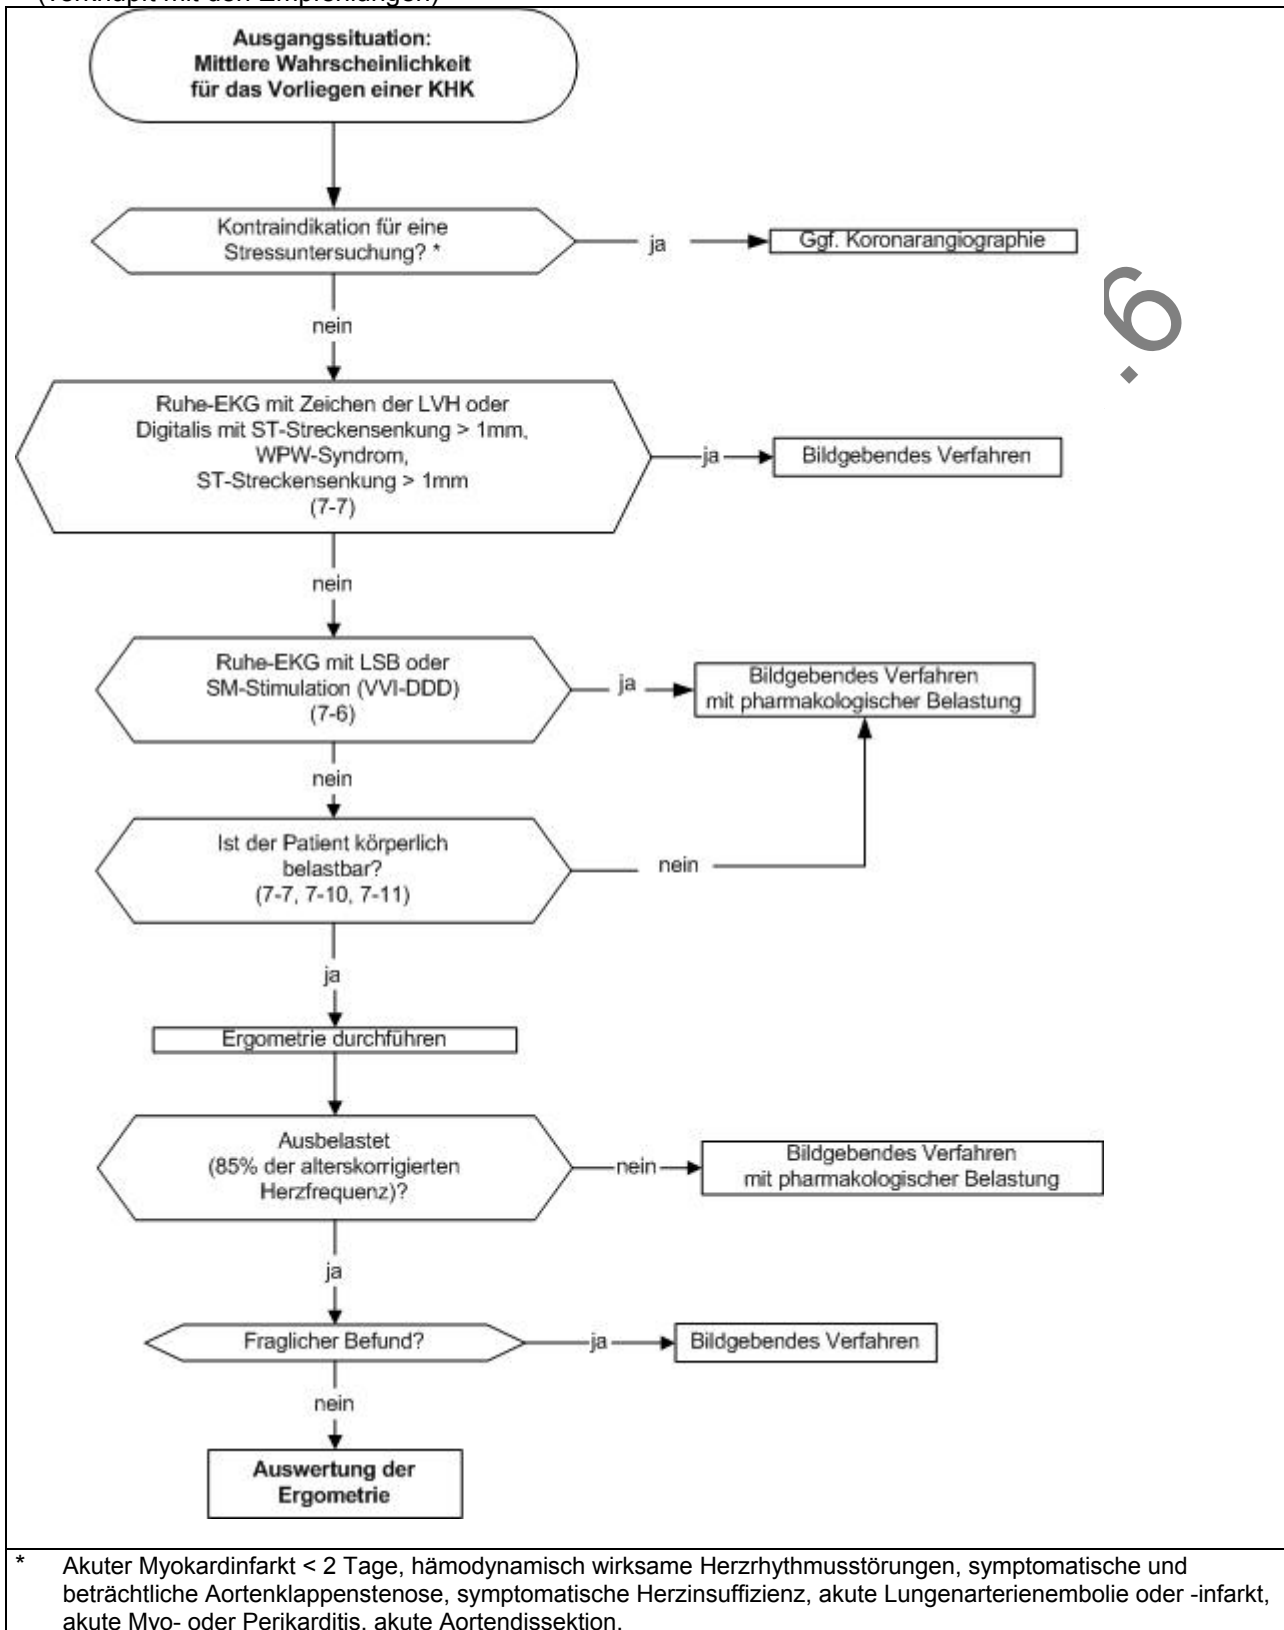 (verknüpft mit den Empfehlungen)
Ausgangssituation:
Mittlere Wahrscheinlichkeit
für das Vorliegen einer KHK
Kontraindikation für eine
Stressuntersuchung? *
ja
Ggf. Koronarangiographie
nein
Ruhe-EKG mit Zeichen der LVH oder
Digitalis mit ST-Streckensenkung > 1mm,
WPW-Syndrom,
ST-Streckensenkung > 1mm
(7-7)
ja
Bildgebendes Verfahren
nein
Ruhe-EKG mit LSB oder
SM-Stimulation (VVI-DDD)
(7-6)
ja
Bildgebendes Verfahren
mit pharmakologischer Belastung
nein
Ist der Patient körperlich
belastbar?
(7-7, 7-10, 7-11)
nein
ja
Ergometrie durchführen
Ausbelastet
(85% der alterskorrigierten
Herzfrequenz)?
nein
Bildgebendes Verfahren
mit pharmakologischer Belastung
ja
Fraglicher Befund?
ja
Bildgebendes Verfahren
nein
Auswertung der
Ergometrie
* Akuter Myokardinfarkt < 2 Tage, hämodynamisch wirksame Herzrhythmusstörungen, symptomatische und
beträchtliche Aortenklappenstenose, symptomatische Herzinsuffizienz, akute Lungenarterienembolie oder -infarkt,
akute Myo- oder Perikarditis, akute Aortendissektion.